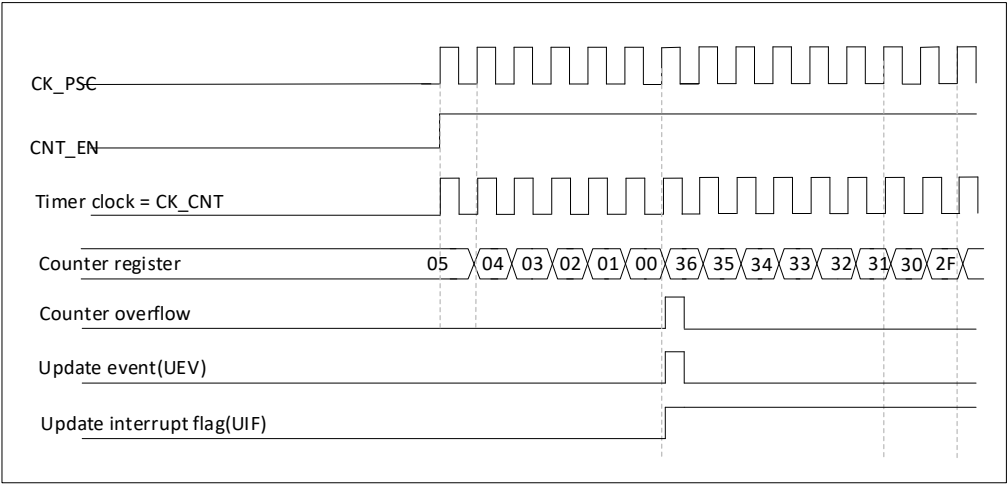 CK_PSC
CNT_EN
Timer clock = CK_CNT
Counter register 05 04 03 02 01 00 36 35 34 33 32 31 30 2F
Counter overflow
Update event(UEV)
Update interrupt flag(UIF)